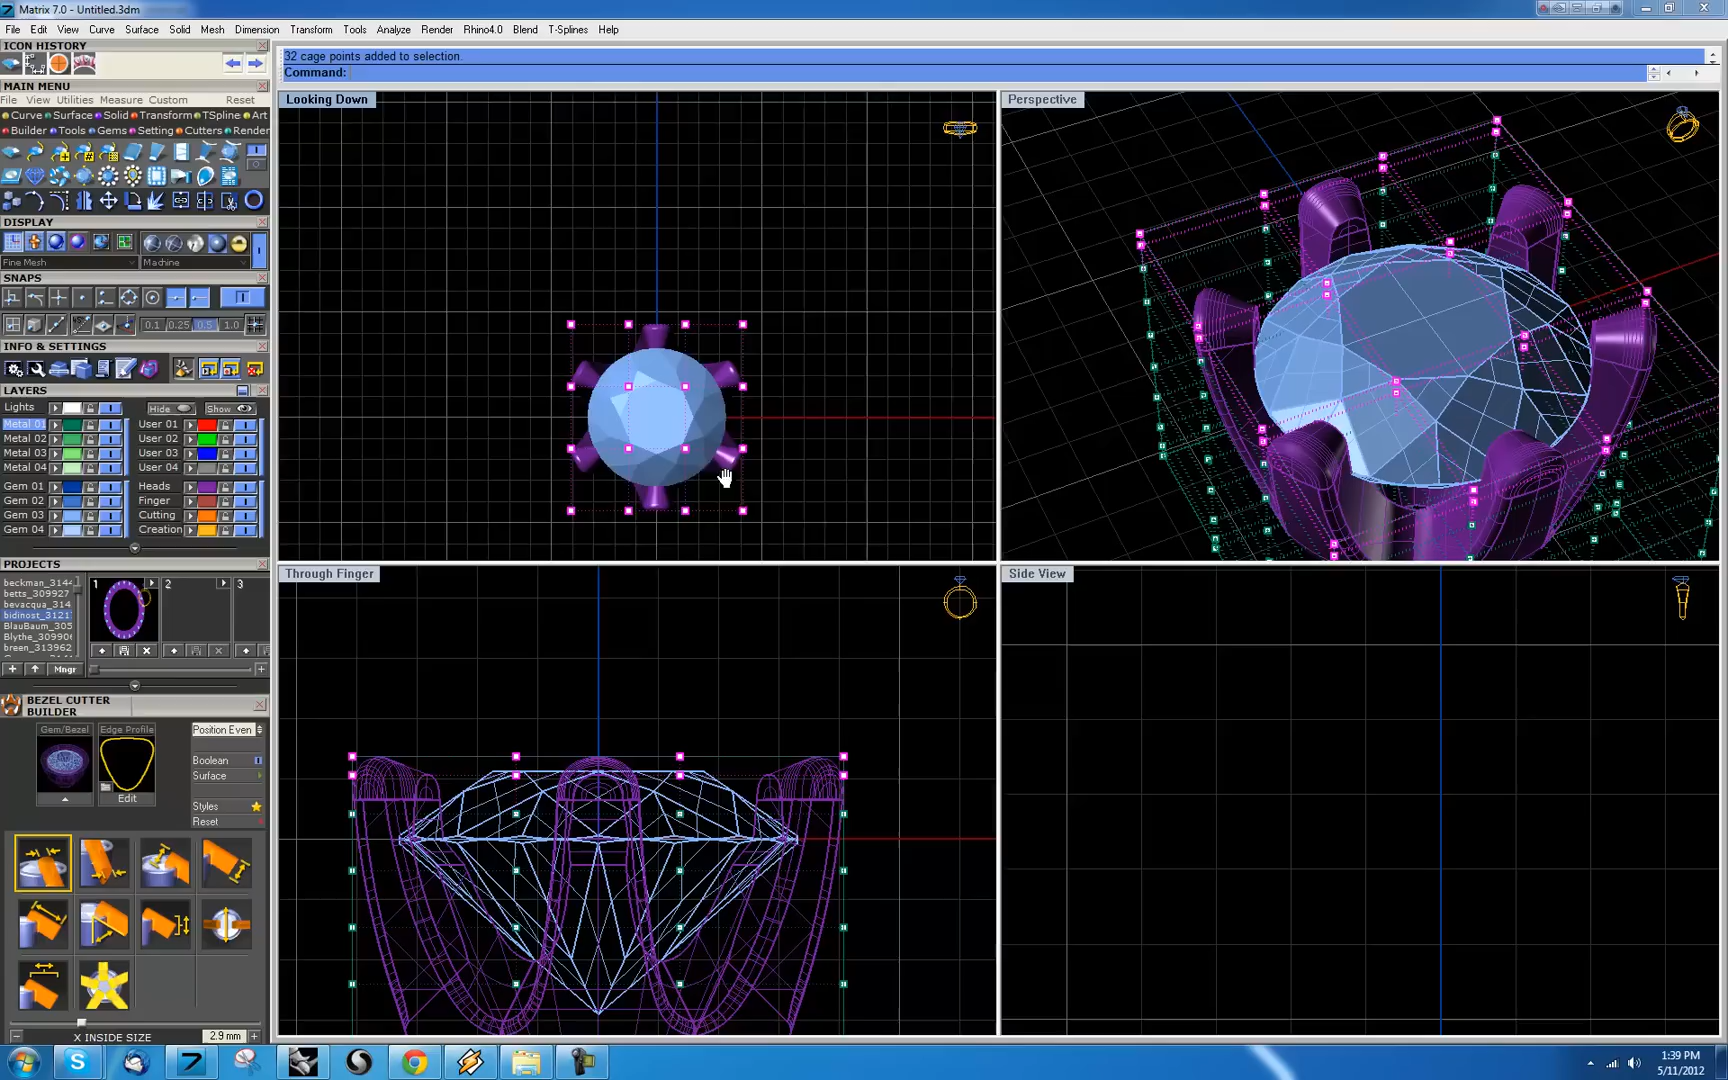 Matrix 7.0 - Untitled.3dm
File Edit View Curve Surface Solid Mesh Dimension Transform Tools Analyze Render Rhino4.0 Blend T-Splines Help
ICON HISTORY
32 cage points added to selection.
Command:
MAIN MENU
File View Utilities Measure Custom Reset
Curve Surface Solid Transform TSpline Art
Builder Tools Gems Setting Cutters Render
DISPLAY
Fine Mesh Machine
SNAPS
0.1 0.25 0.5 1.0
INFO & SETTINGS
LAYERS
Lights Hide Show
Metal 01 User 01
Metal 02 User 02
Metal 03 User 03
Metal 04 User 04
Gem 01 Heads
Gem 02 Finger
Gem 03 Cutting
Gem 04 Creation
PROJECTS
beckman_3144
betts_309927
bevacqua_314
bidinost_3121
BlauBaum_305
Blythe_30990
breen_313962
1 2 3
Mngr
BEZEL CUTTER
BUILDER
Gem/Bezel Edge Profile Position Even
Boolean
Surface
Edit
Styles
Reset
X INSIDE SIZE 2.9 mm
Looking Down
Perspective
Through Finger
Side View
1:39 PM
5/11/2012